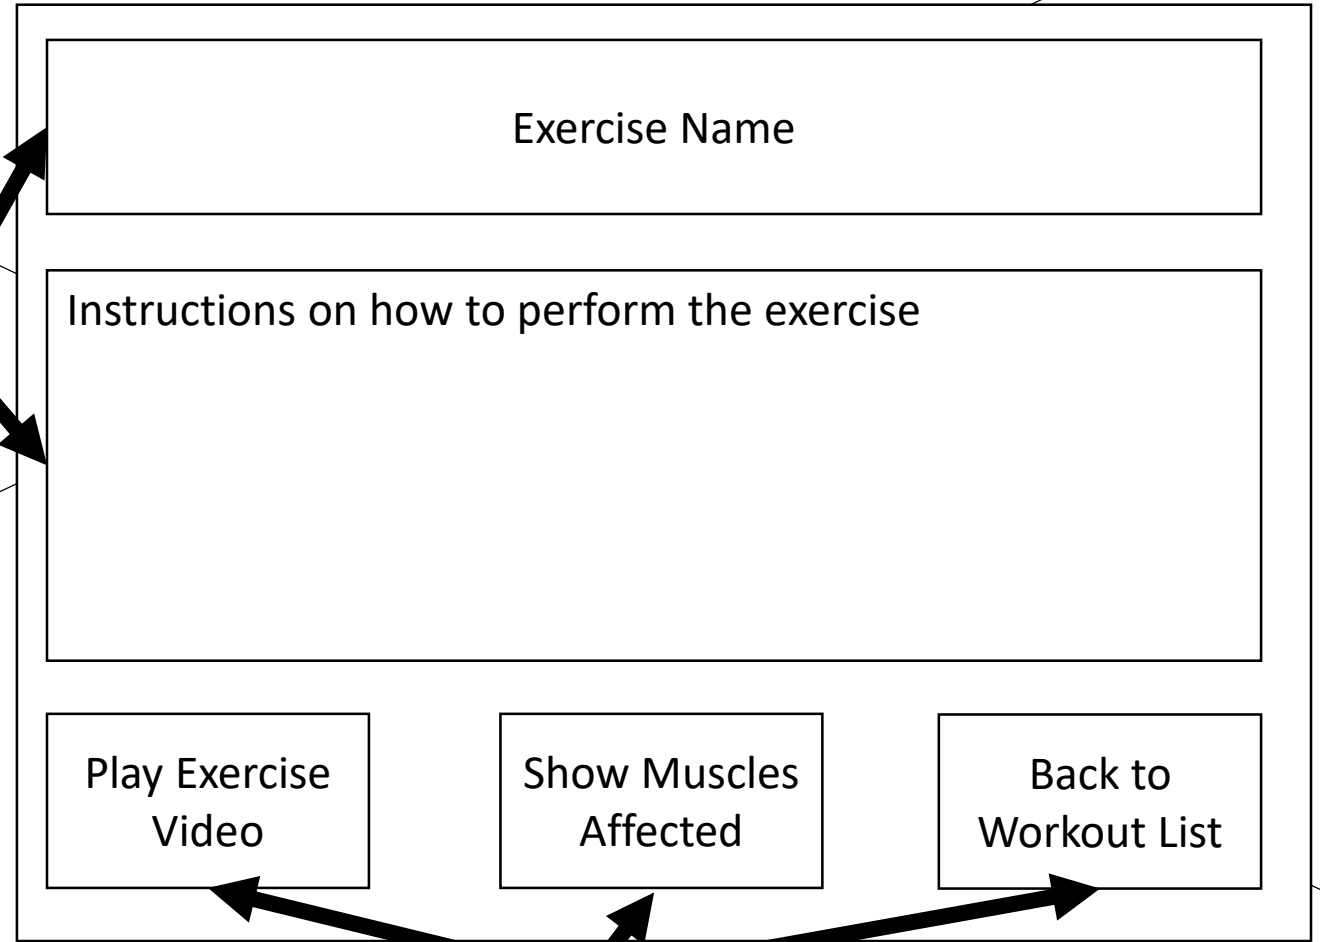 Exercise Name
Instructions on how to perform the exercise
Play Exercise
Video
Show Muscles
Affected
Back to
Workout List